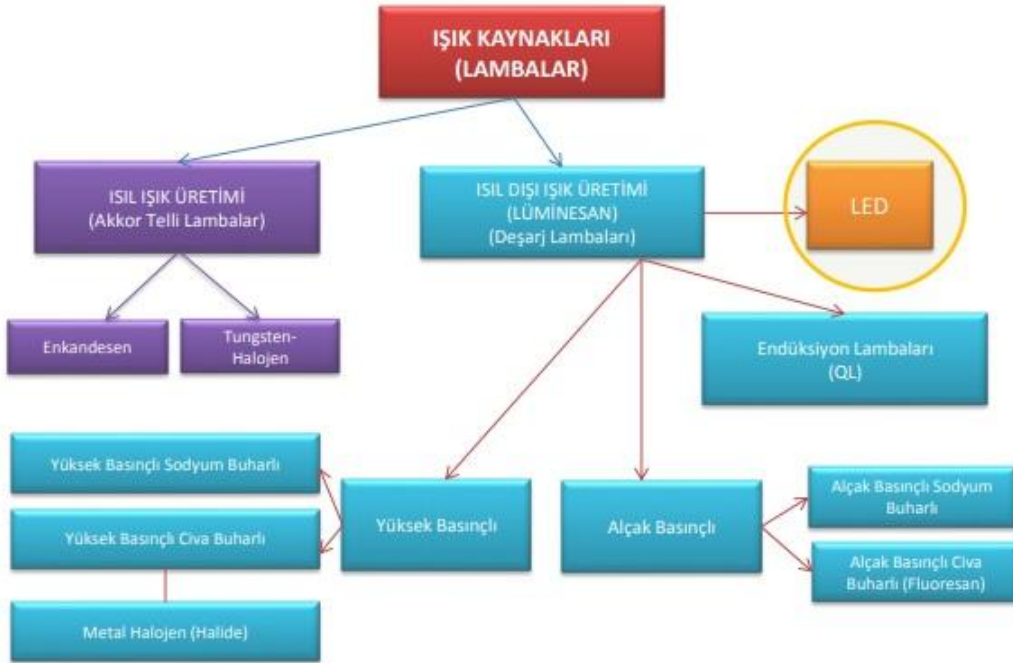 IŞIK KAYNAKLARI
(LAMBALAR)
ISIL IŞIK ÜRETİMİ
(Akkor Telli Lambalar)
ISIL DIŞI IŞIK ÜRETİMİ
(LÜMİNESAN)
(Deşarj Lambaları)
LED
Enkandesen
Tungsten-
Halojen
Endüksiyon Lambaları
(QL)
Yüksek Basınçlı Sodyum Buharlı
Yüksek Basınçlı Civa Buharlı
Metal Halojen (Halide)
Yüksek Basınçlı
Alçak Basınçlı
Alçak Basınçlı Sodyum
Buharlı
Alçak Basınçlı Civa
Buharlı (Fluoresan)